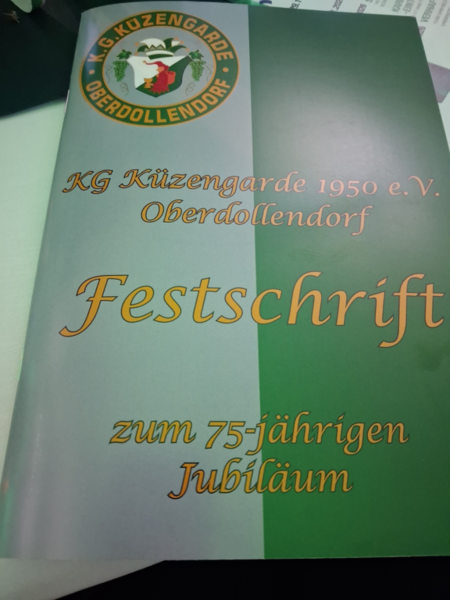 K.G.KÜZENGARDE
OBERDOLLENDORF
KG Küzengarde 1950 e.V.
Oberdollendorf
Festschrift
zum 75-jährigen
Jubiläum